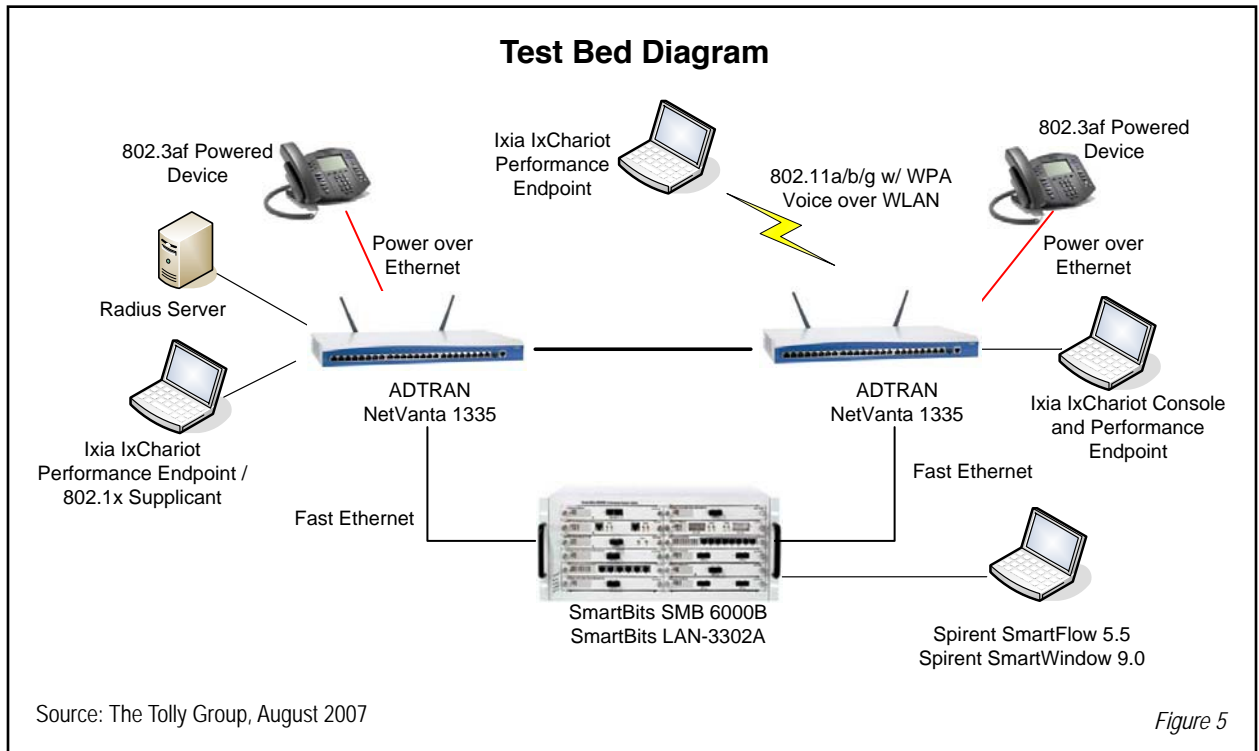 Test Bed Diagram
802.3af Powered
Device
Ixia IxChariot
Performance
Endpoint
802.11a/b/g w/ WPA
Voice over WLAN
802.3af Powered
Device
Power over
Ethernet
Power over
Ethernet
Radius Server
ADTRAN
NetVanta 1335
ADTRAN
NetVanta 1335
Ixia IxChariot
Performance Endpoint /
802.1x Supplicant
Ixia IxChariot Console
and Performance
Endpoint
Fast Ethernet
Fast Ethernet
SmartBits SMB 6000B
SmartBits LAN-3302A
Spirent SmartFlow 5.5
Spirent SmartWindow 9.0
Source: The Tolly Group, August 2007
Figure 5